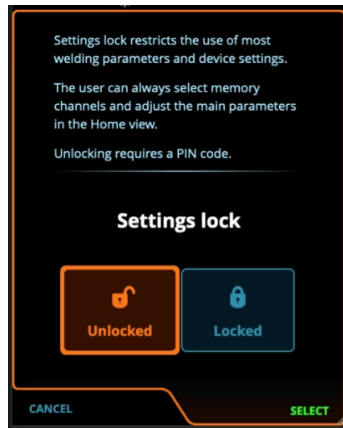 Settings lock restricts the use of most
welding parameters and device settings.
The user can always select memory
channels and adjust the main parameters
in the Home view.
Unlocking requires a PIN code.
Settings lock
Unlocked
Locked
CANCEL
SELECT